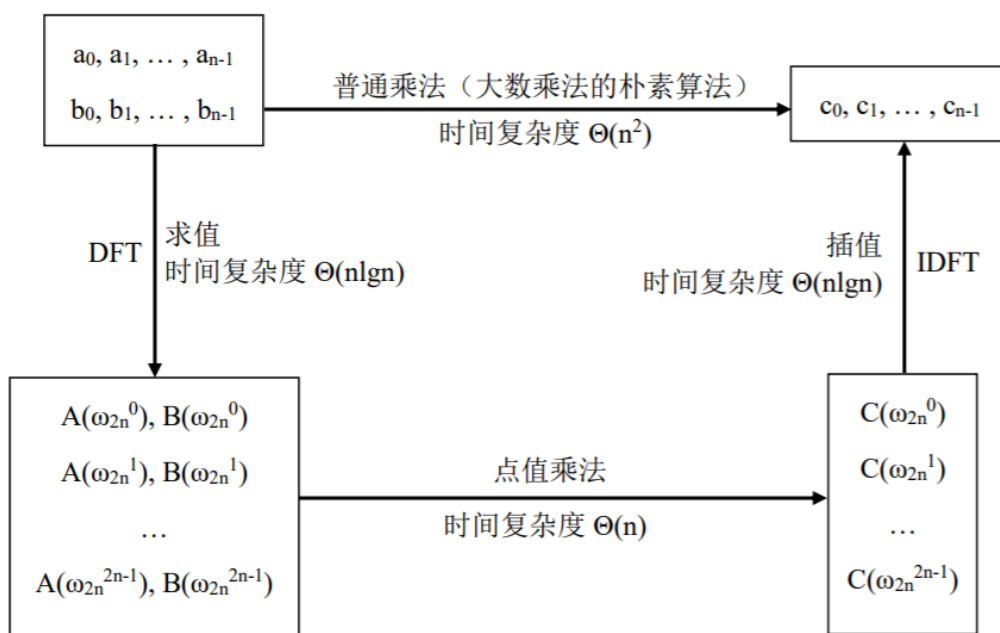 a₀, a₁, … , aₙ₋₁
b₀, b₁, … , bₙ₋₁
普通乘法（大数乘法的朴素算法）
时间复杂度 Θ(n²)
c₀, c₁, … , cₙ₋₁
DFT
求值
时间复杂度 Θ(nlgn)
插值
时间复杂度 Θ(nlgn)
IDFT
A(ω₂ₙ⁰), B(ω₂ₙ⁰)
A(ω₂ₙ¹), B(ω₂ₙ¹)
…
A(ω₂ₙ²ⁿ⁻¹), B(ω₂ₙ²ⁿ⁻¹)
点值乘法
时间复杂度 Θ(n)
C(ω₂ₙ⁰)
C(ω₂ₙ¹)
…
C(ω₂ₙ²ⁿ⁻¹)